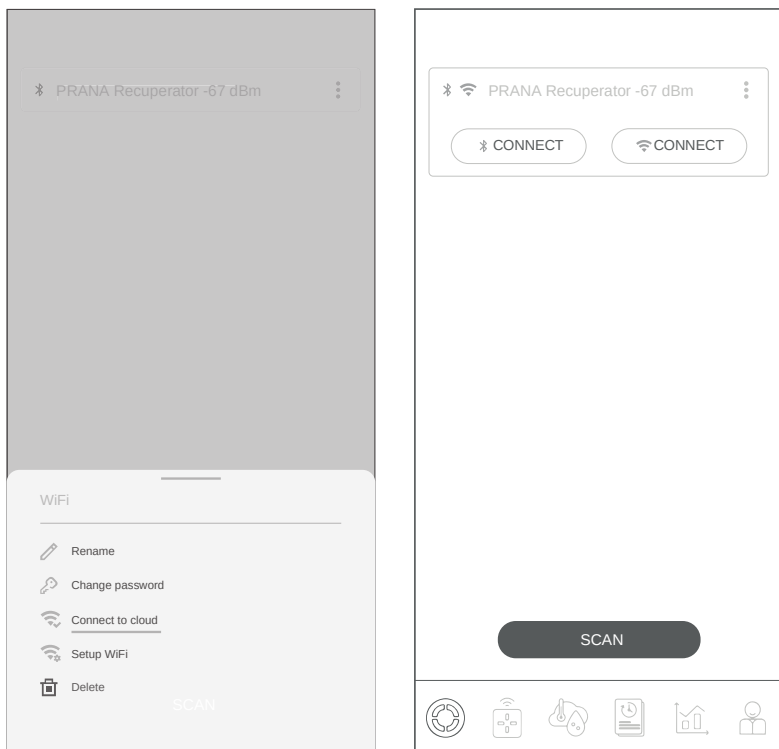 PRANA Recuperator -67 dBm
WiFi
Rename
Change password
Connect to cloud
Setup WiFi
Delete
SCAN
PRANA Recuperator -67 dBm
CONNECT CONNECT
SCAN